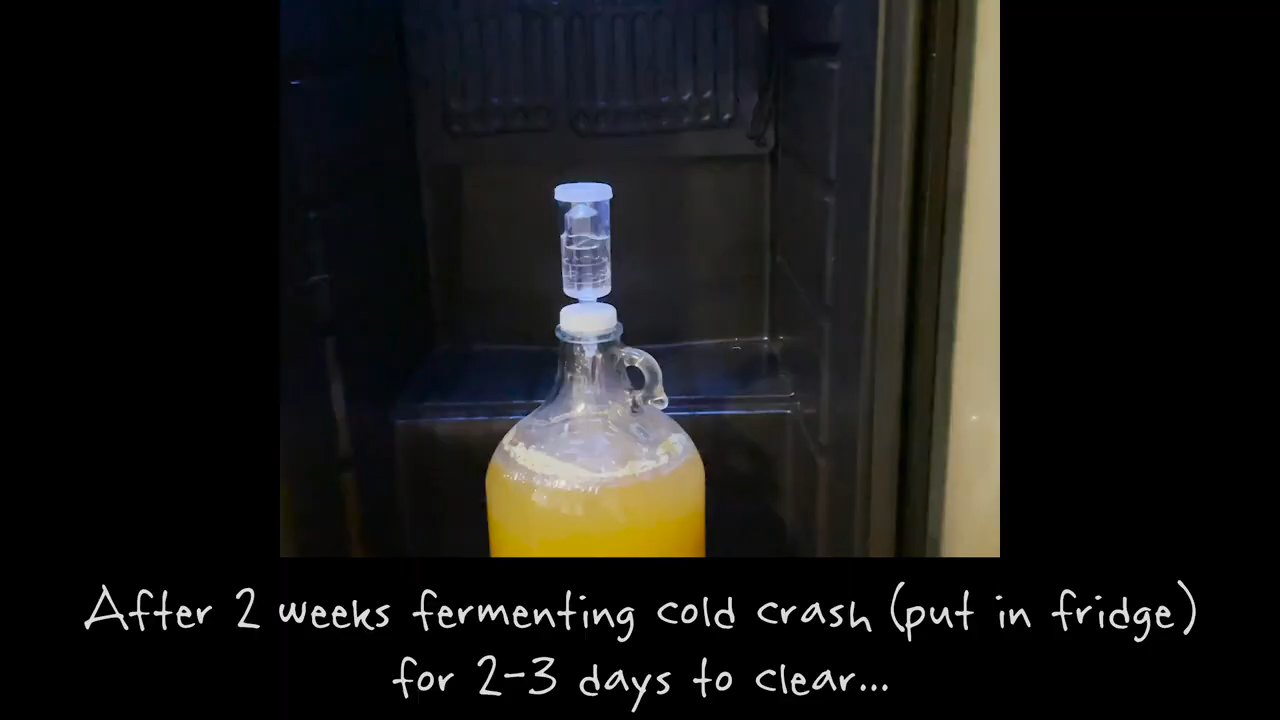 After 2 weeks fermenting cold crash (put in fridge)
for 2-3 days to clear...